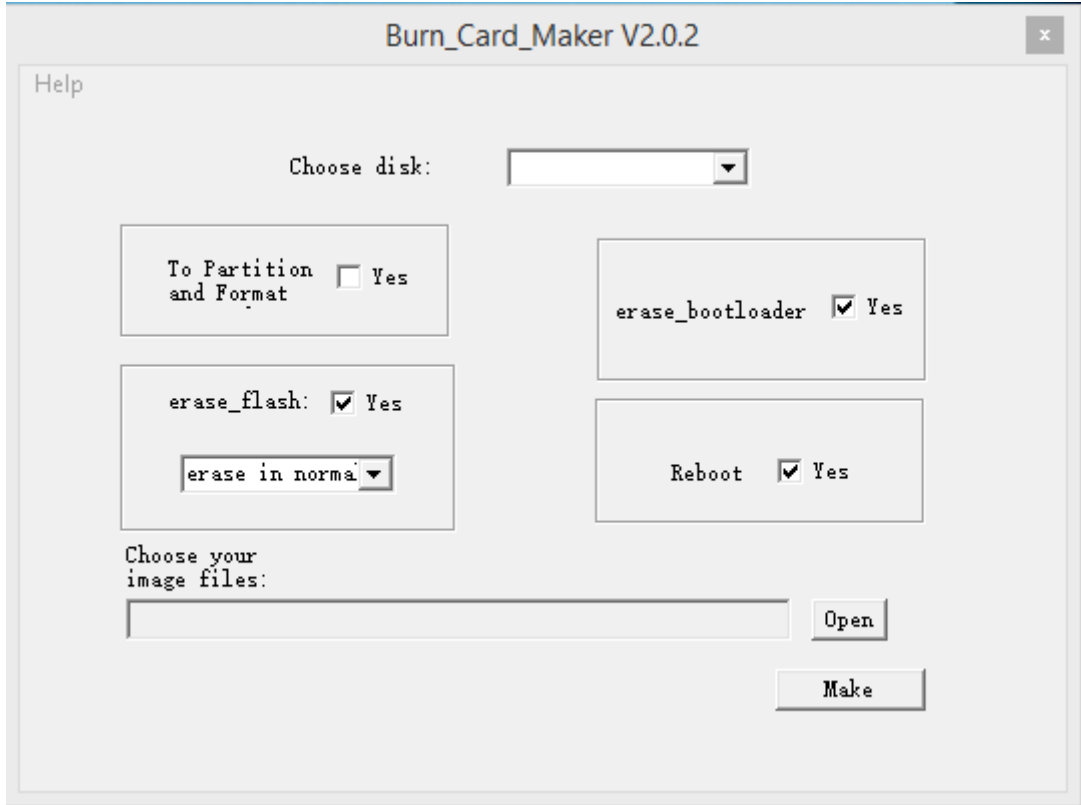 Burn_Card_Maker V2.0.2
x
Help
Choose disk:
To Partition
and Format
Yes
erase_bootloader
Yes
erase_flash:
Yes
erase in norma
Reboot
Yes
Choose your
image files:
Open
Make